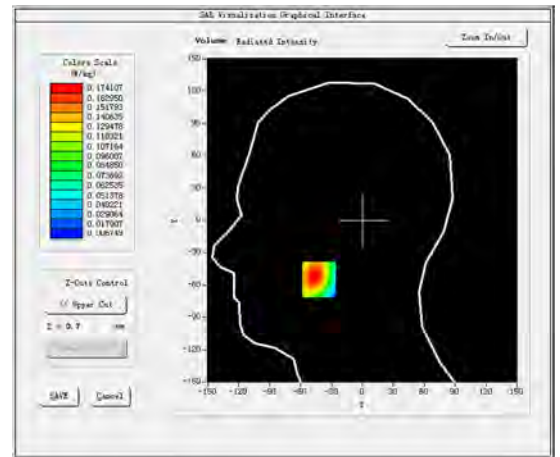 SAR Visualisation Graphical Interface
Volume Radiated Intensity
Zoom In/Out
Colors Scale
(W/kg)
0.174107
0.162950
0.151793
0.140635
0.129478
0.118321
0.107164
0.096007
0.084850
0.073692
0.062535
0.051378
0.040221
0.029064
0.017907
0.006749
150
120
90
60
30
0
-30
-60
-90
-120
-150
Y
-150 -120 -90 -60 -30 0 30 60 90 120 150
X
Z-Cuts Control
// Upper Cut
Z = 0.7 mm
SAVE
Cancel